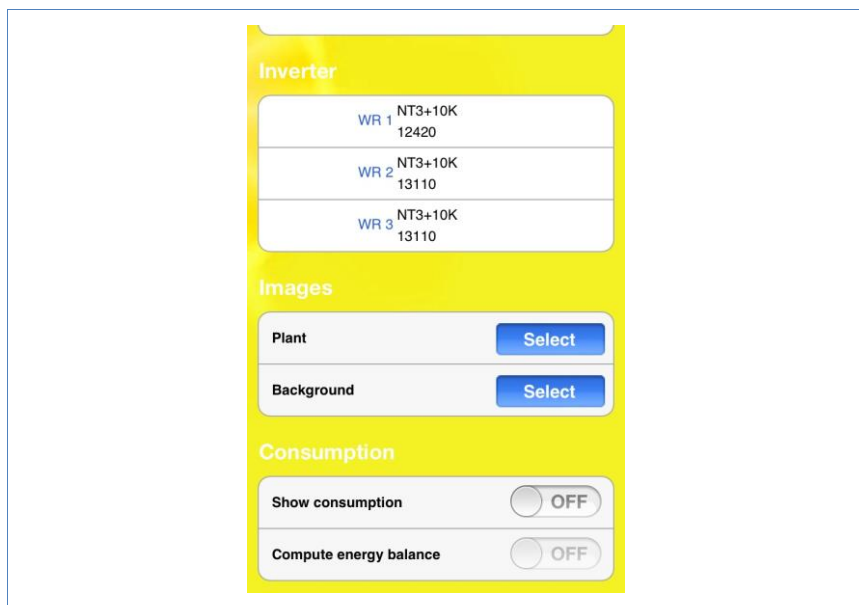 Inverter
WR 1 NT3+10K
12420
WR 2 NT3+10K
13110
WR 3 NT3+10K
13110
Images
Plant Select
Background Select
Consumption
Show consumption OFF
Compute energy balance OFF